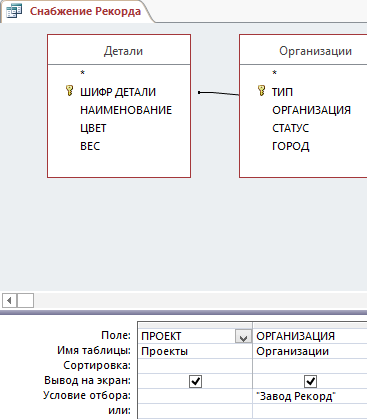 Снабжение Рекорда
Детали
*
ШИФР ДЕТАЛИ
НАИМЕНОВАНИЕ
ЦВЕТ
ВЕС
Организации
*
ТИП
ОРГАНИЗАЦИЯ
СТАТУС
ГОРОД
Поле: ПРОЕКТ ОРГАНИЗАЦИЯ
Имя таблицы: Проекты Организации
Сортировка:
Вывод на экран:
Условие отбора: "Завод Рекорд"
или: